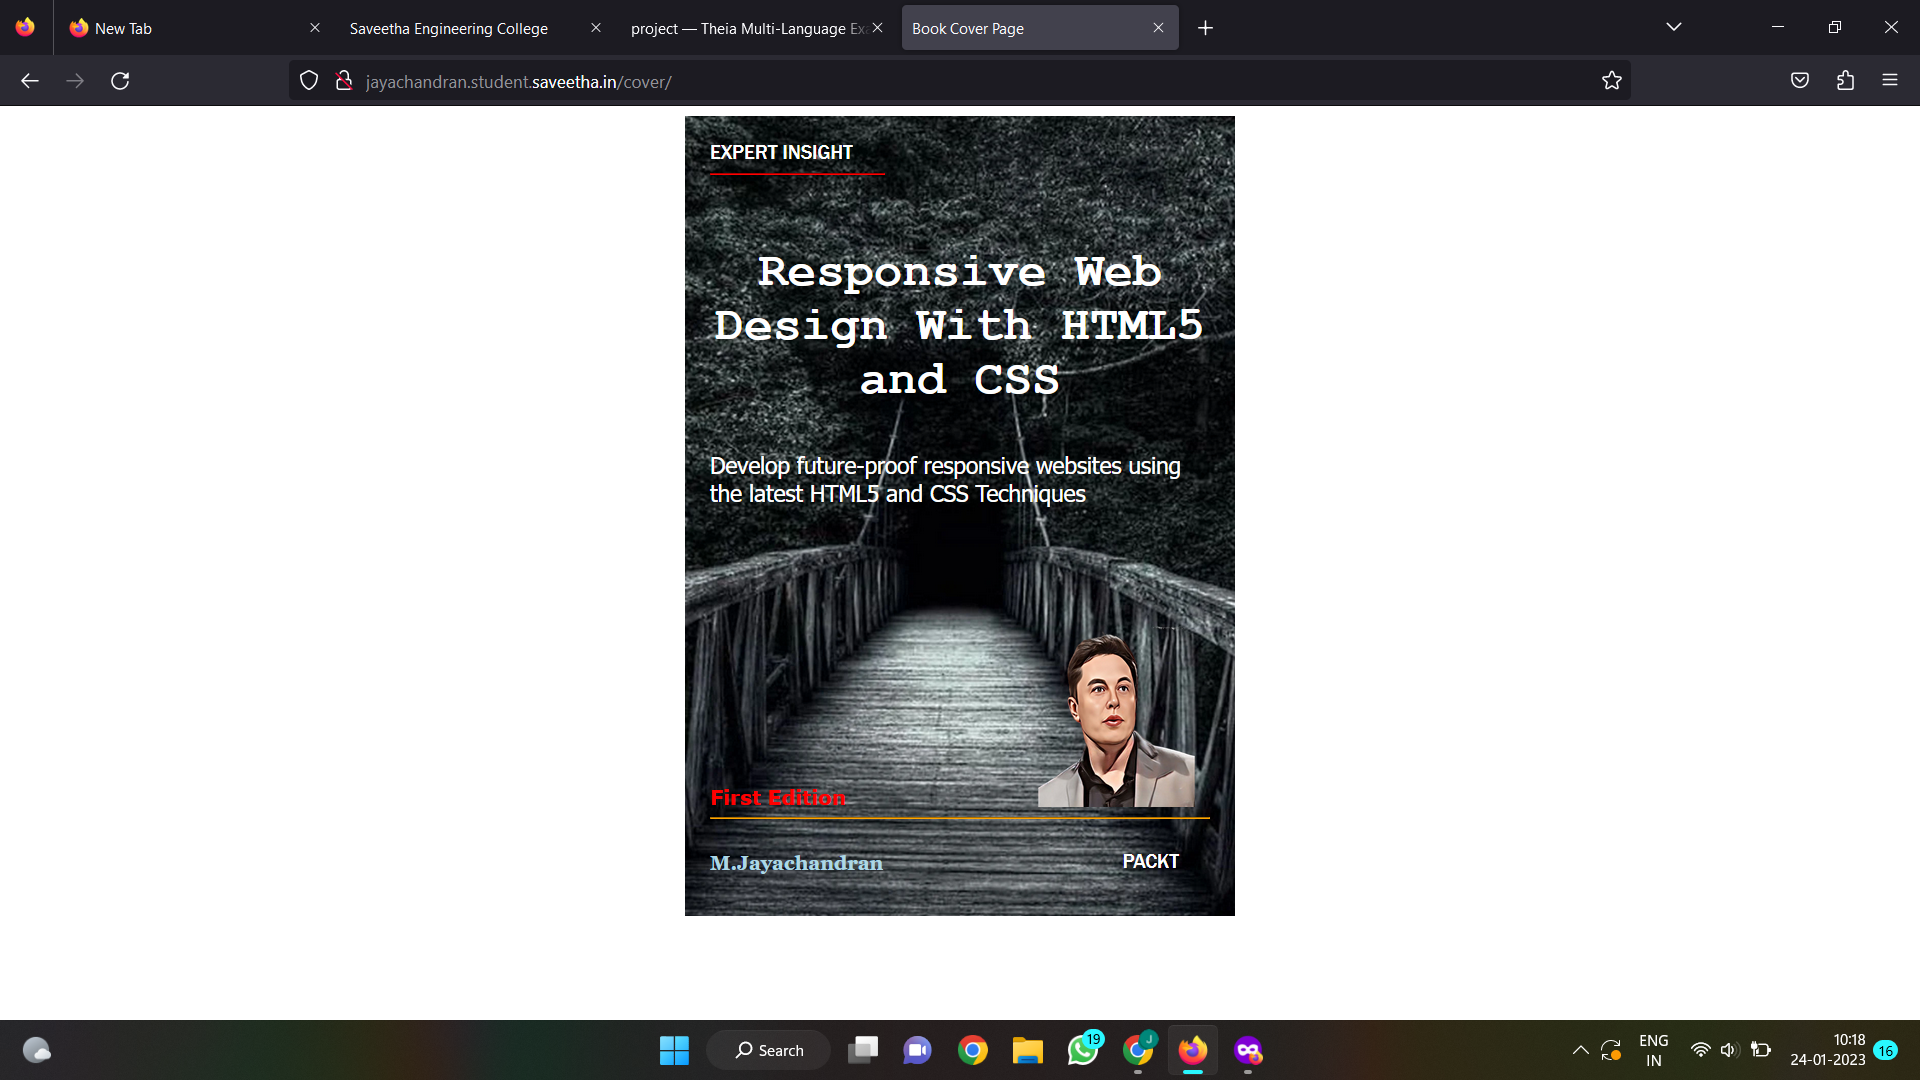 New Tab
Saveetha Engineering College
project — Theia Multi-Language Ex
Book Cover Page
jayachandran.student.saveetha.in/cover/
EXPERT INSIGHT
Responsive Web
Design With HTML5
and CSS
Develop future-proof responsive websites using
the latest HTML5 and CSS Techniques
First Edition
M.Jayachandran
PACKT
Search
19
J
ENG
IN
10:18
24-01-2023
16